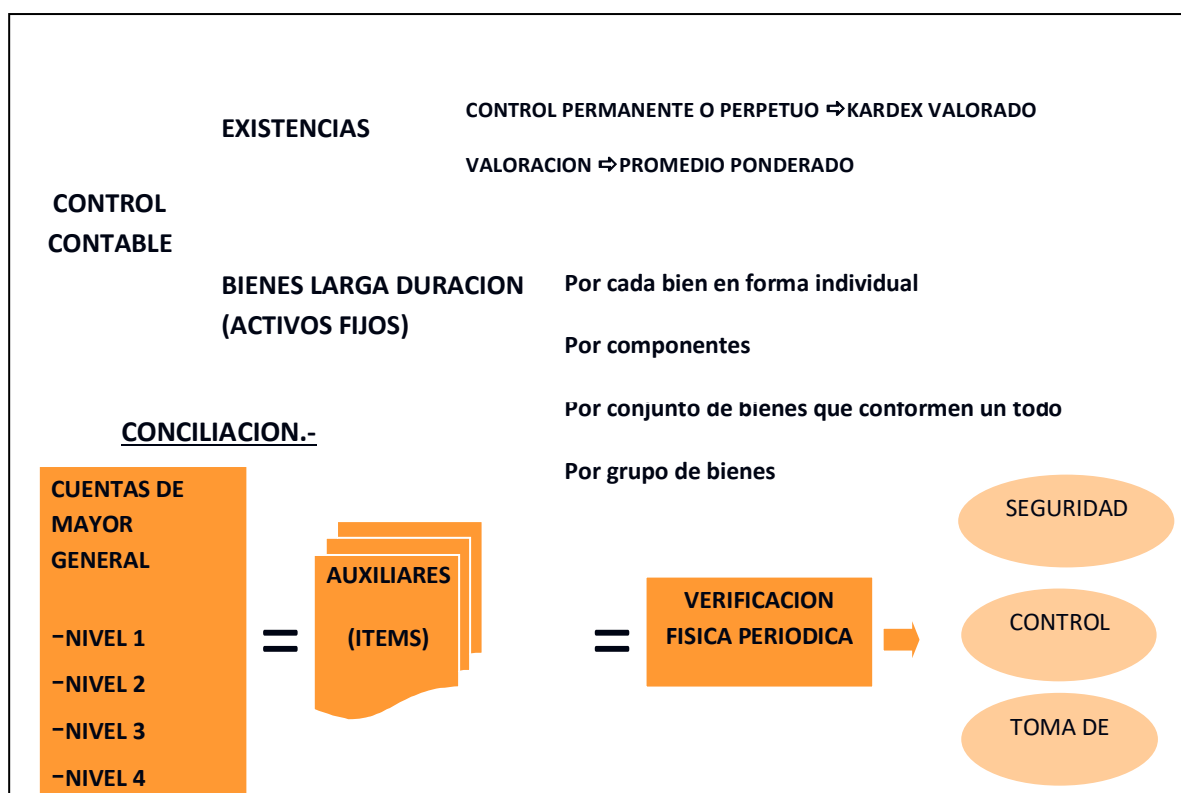 EXISTENCIAS
CONTROL PERMANENTE O PERPETUO ⇨KARDEX VALORADO
VALORACION ⇨PROMEDIO PONDERADO
CONTROL
CONTABLE
BIENES LARGA DURACION
(ACTIVOS FIJOS)
Por cada bien en forma individual
Por componentes
Por conjunto de bienes que conformen un todo
Por grupo de bienes
CONCILIACION.-
CUENTAS DE
MAYOR
GENERAL
-NIVEL 1
-NIVEL 2
-NIVEL 3
-NIVEL 4
=
AUXILIARES
(ITEMS)
=
VERIFICACION
FISICA PERIODICA
SEGURIDAD
CONTROL
TOMA DE